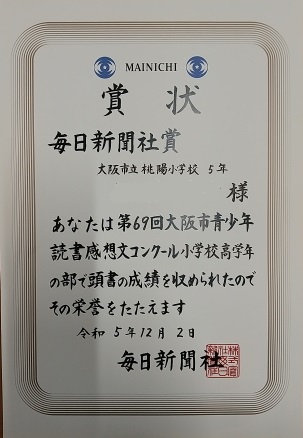 MAINICHI
賞状
毎日新聞社賞
大阪市立桃陽小学校 5年
様
あなたは第69回大阪市青少年
読書感想文コンクール小学校高学年
の部で頭書の成績を収められたので
その栄誉をたたえます
令和 5年12月 2日
毎日新聞社